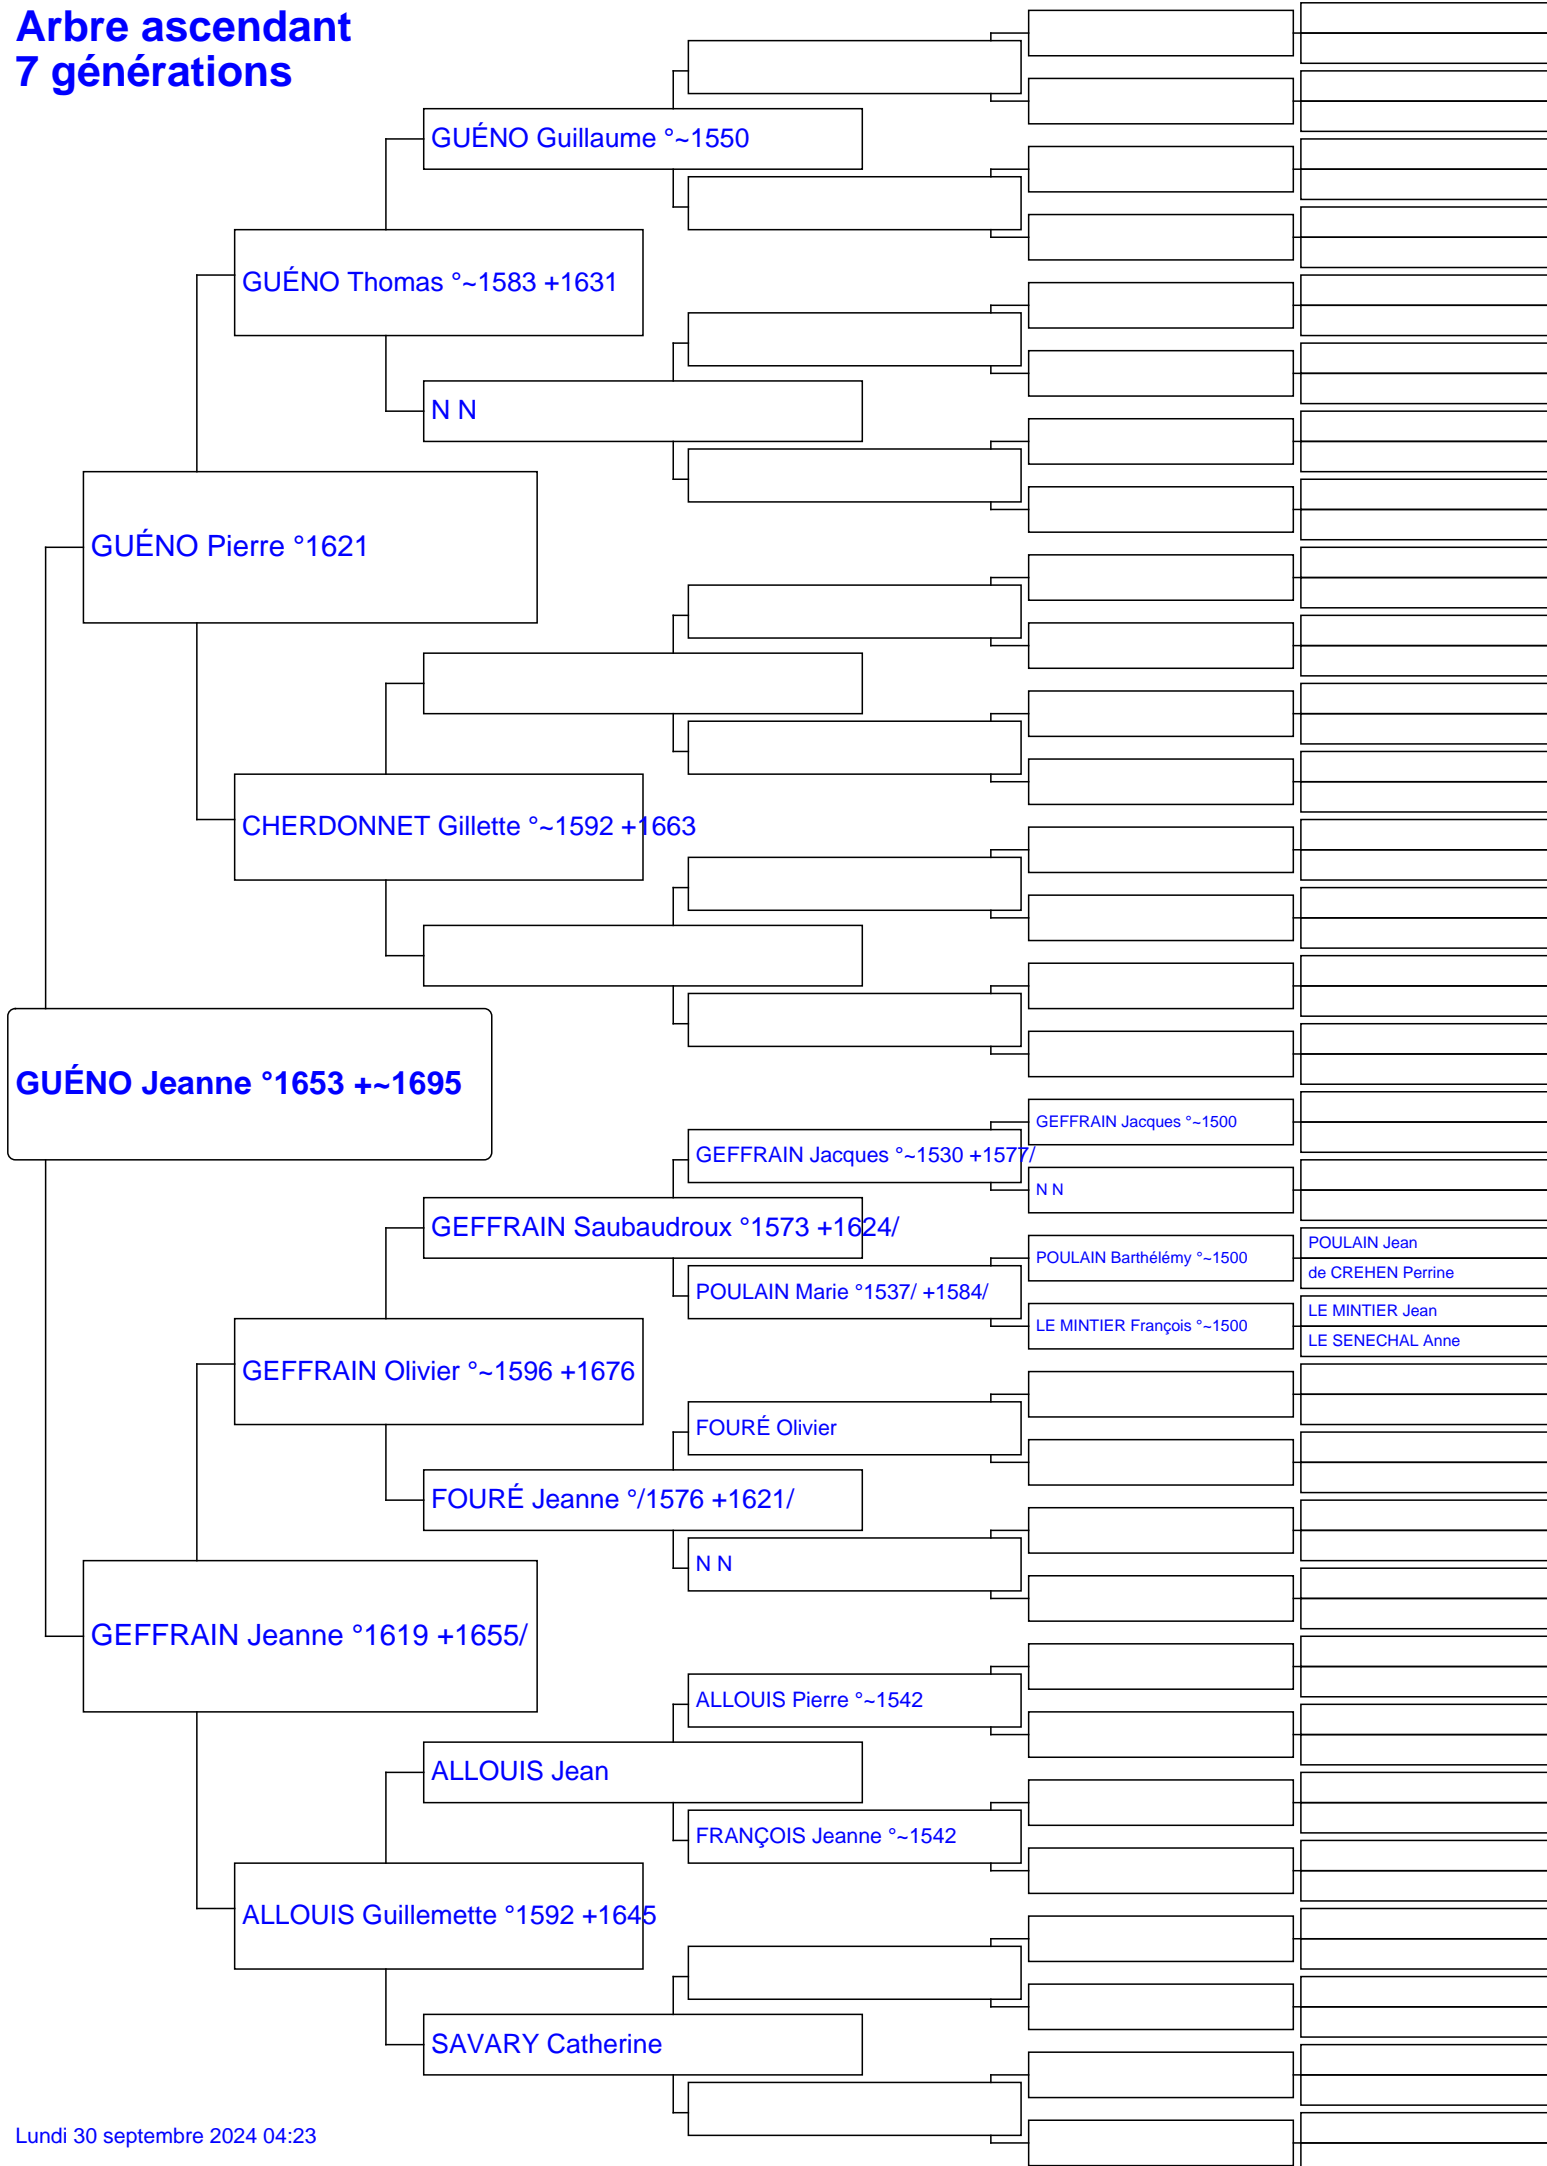 Arbre ascendant
7 générations
GUÉNO Guillaume °~1550
GUÉNO Thomas °~1583 +1631
N N
GUÉNO Pierre °1621
CHERDONNET Gillette °~1592 +1663
GUÉNO Jeanne °1653 +~1695
GEFFRAIN Jacques °~1500
GEFFRAIN Jacques °~1530 +1577/
N N
GEFFRAIN Saubaudroux °1573 +1624/
POULAIN Jean
POULAIN Barthélémy °~1500
de CREHEN Perrine
POULAIN Marie °1537/ +1584/
LE MINTIER Jean
LE MINTIER François °~1500
LE SENECHAL Anne
GEFFRAIN Olivier °~1596 +1676
FOURÉ Olivier
FOURÉ Jeanne °/1576 +1621/
N N
GEFFRAIN Jeanne °1619 +1655/
ALLOUIS Pierre °~1542
ALLOUIS Jean
FRANÇOIS Jeanne °~1542
ALLOUIS Guillemette °1592 +1645
SAVARY Catherine
Lundi 30 septembre 2024 04:23